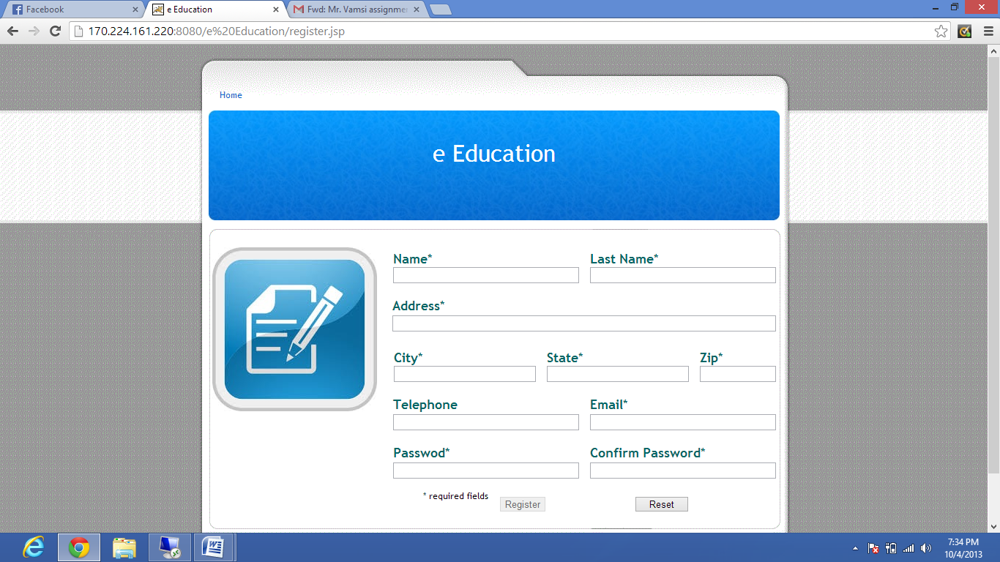 Facebook
e Education
Fwd: Mr. Vamsi assignme
170.224.161.220:8080/e%20Education/register.jsp
Home
e Education
Name* Last Name*
Address*
City* State* Zip*
Telephone Email*
Passwod* Confirm Password*
* required fields
Register Reset
7:34 PM
10/4/2013